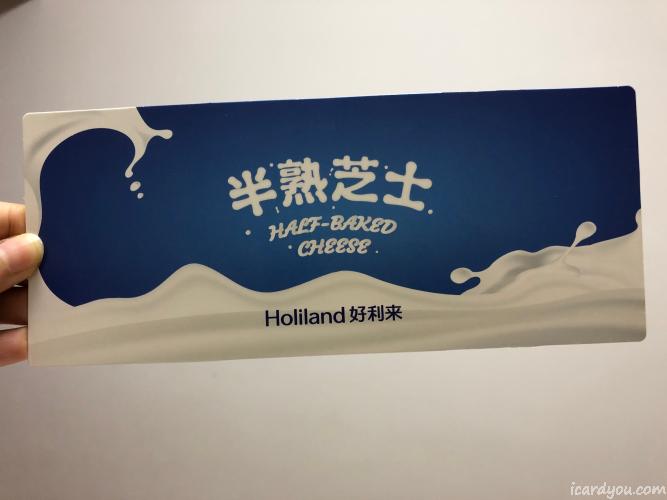 半熟芝士
HALF-BAKED
CHEESE
Holiland 好利来
icardyou.com